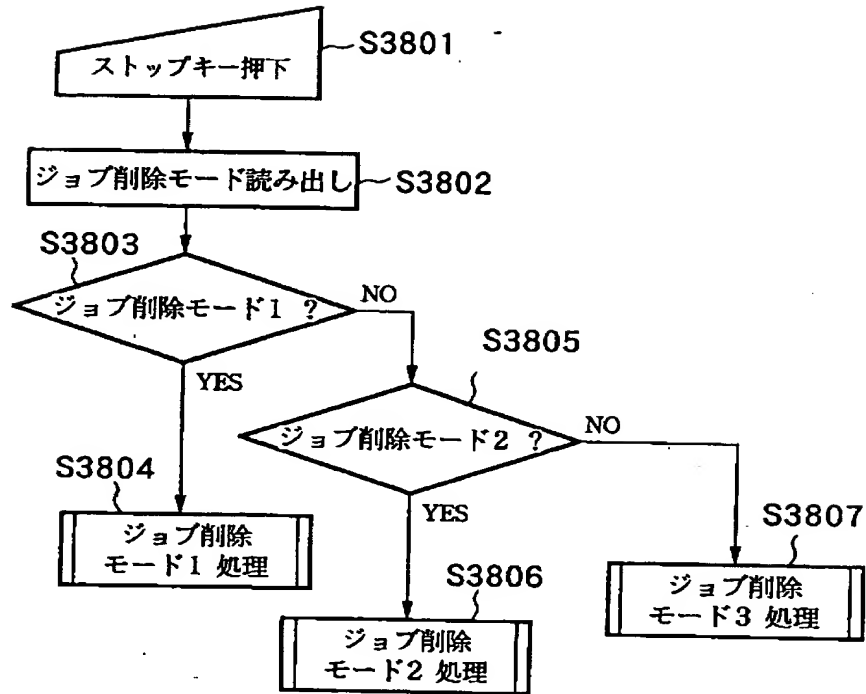 S3801
ストップキー押下
ジョブ削除モード読み出し
S3802
S3803
ジョブ削除モード1 ?
NO
YES
S3805
ジョブ削除モード2 ?
NO
YES
S3804
ジョブ削除
モード1 処理
S3806
ジョブ削除
モード2 処理
S3807
ジョブ削除
モード3 処理